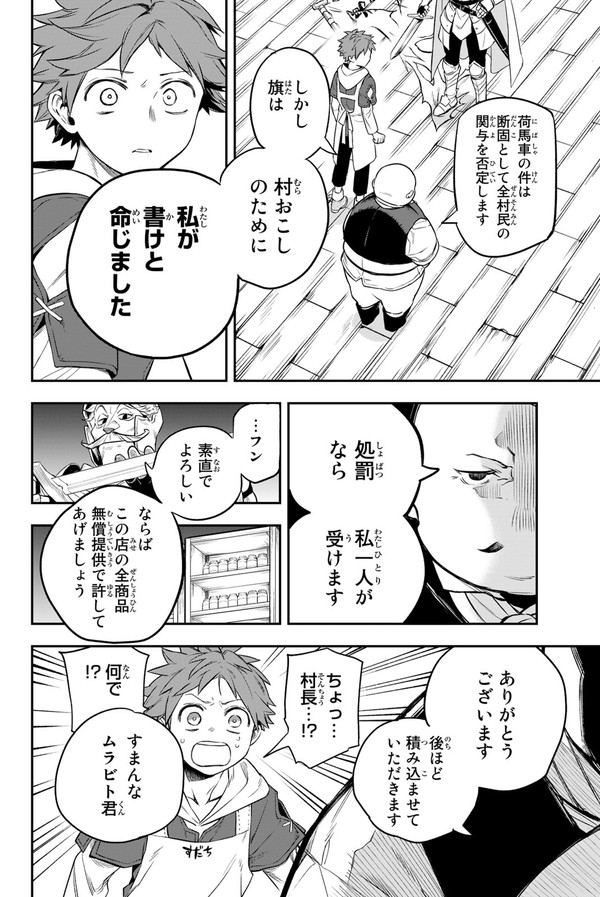 荷馬車の件は
断固として全村民の
関与を否定します
しかし
旗は
村おこし
のために
私が
書けと
命じました
処罰
なら
私一人が
受けます
…フン
素直で
よろしい
ならば
この店の全商品
無償提供で許して
あげましょう
ありがとう
ございます
後ほど
積み込ませて
いただきます
ちょっ…
村長…!?
何で
!?
すまんな
ムラビト君
すだち